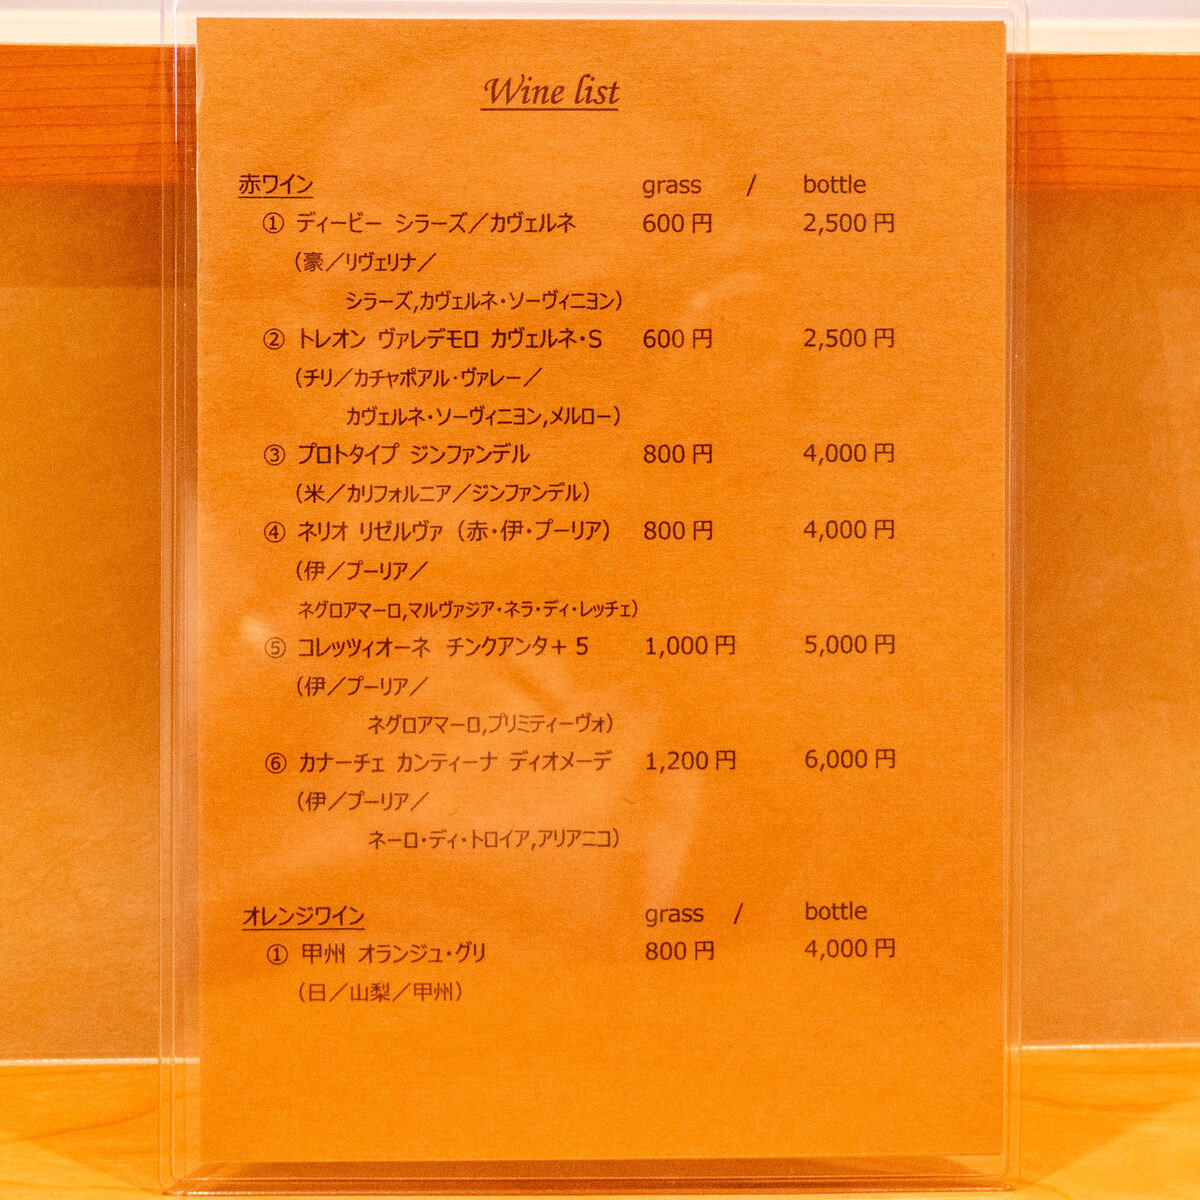 Wine list
赤ワイン grass / bottle
① ディービー シラーズ／カヴェルネ 600円 2,500円
（豪／リヴェリナ／
シラーズ,カヴェルネ・ソーヴィニヨン）
② トレオン ヴァレデモロ カヴェルネ・S 600円 2,500円
（チリ／カチャポアル・ヴァレー／
カヴェルネ・ソーヴィニヨン,メルロー）
③ プロトタイプ ジンファンデル 800円 4,000円
（米／カリフォルニア／ジンファンデル）
④ ネリオ リゼルヴァ（赤・伊・プーリア） 800円 4,000円
（伊／プーリア／
ネグロアマーロ,マルヴァジア・ネラ・ディ・レッチェ）
⑤ コレッツィオーネ チンクアンタ＋5 1,000円 5,000円
（伊／プーリア／
ネグロアマーロ,プリミティーヴォ）
⑥ カナーチェ カンティーナ ディオメーデ 1,200円 6,000円
（伊／プーリア／
ネーロ・ディ・トロイア,アリアニコ）
オレンジワイン grass / bottle
① 甲州 オランジュ・グリ 800円 4,000円
（日／山梨／甲州）